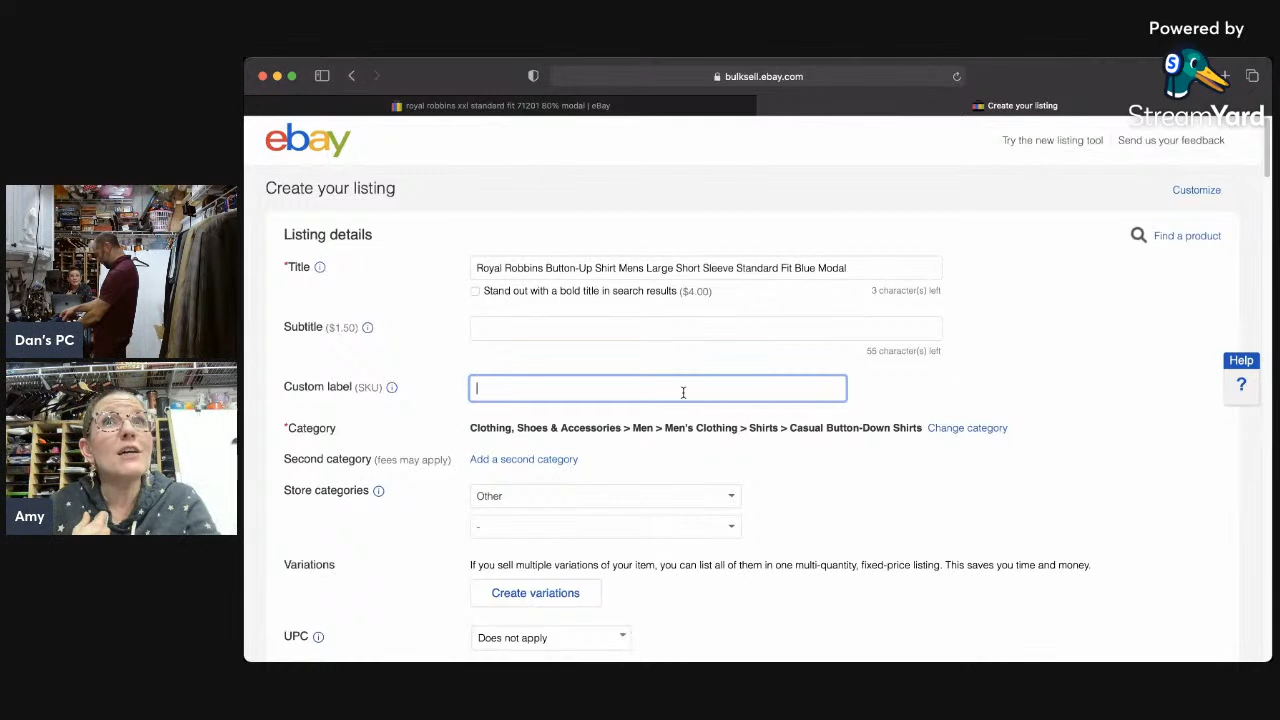 Powered by
StreamYard
bulksell.ebay.com
royal robbins xxl standard fit 71201 80% modal | eBay
Create your listing
ebay
Try the new listing tool
Send us your feedback
Create your listing
Customize
Listing details
Find a product
*Title
Royal Robbins Button-Up Shirt Mens Large Short Sleeve Standard Fit Blue Modal
Stand out with a bold title in search results ($4.00)
3 character(s) left
Subtitle ($1.50)
55 character(s) left
Custom label (SKU)
Help
?
*Category
Clothing, Shoes & Accessories > Men > Men's Clothing > Shirts > Casual Button-Down Shirts
Change category
Second category (fees may apply)
Add a second category
Store categories
Other
-
Variations
If you sell multiple variations of your item, you can list all of them in one multi-quantity, fixed-price listing. This saves you time and money.
Create variations
UPC
Does not apply
Dan's PC
Amy